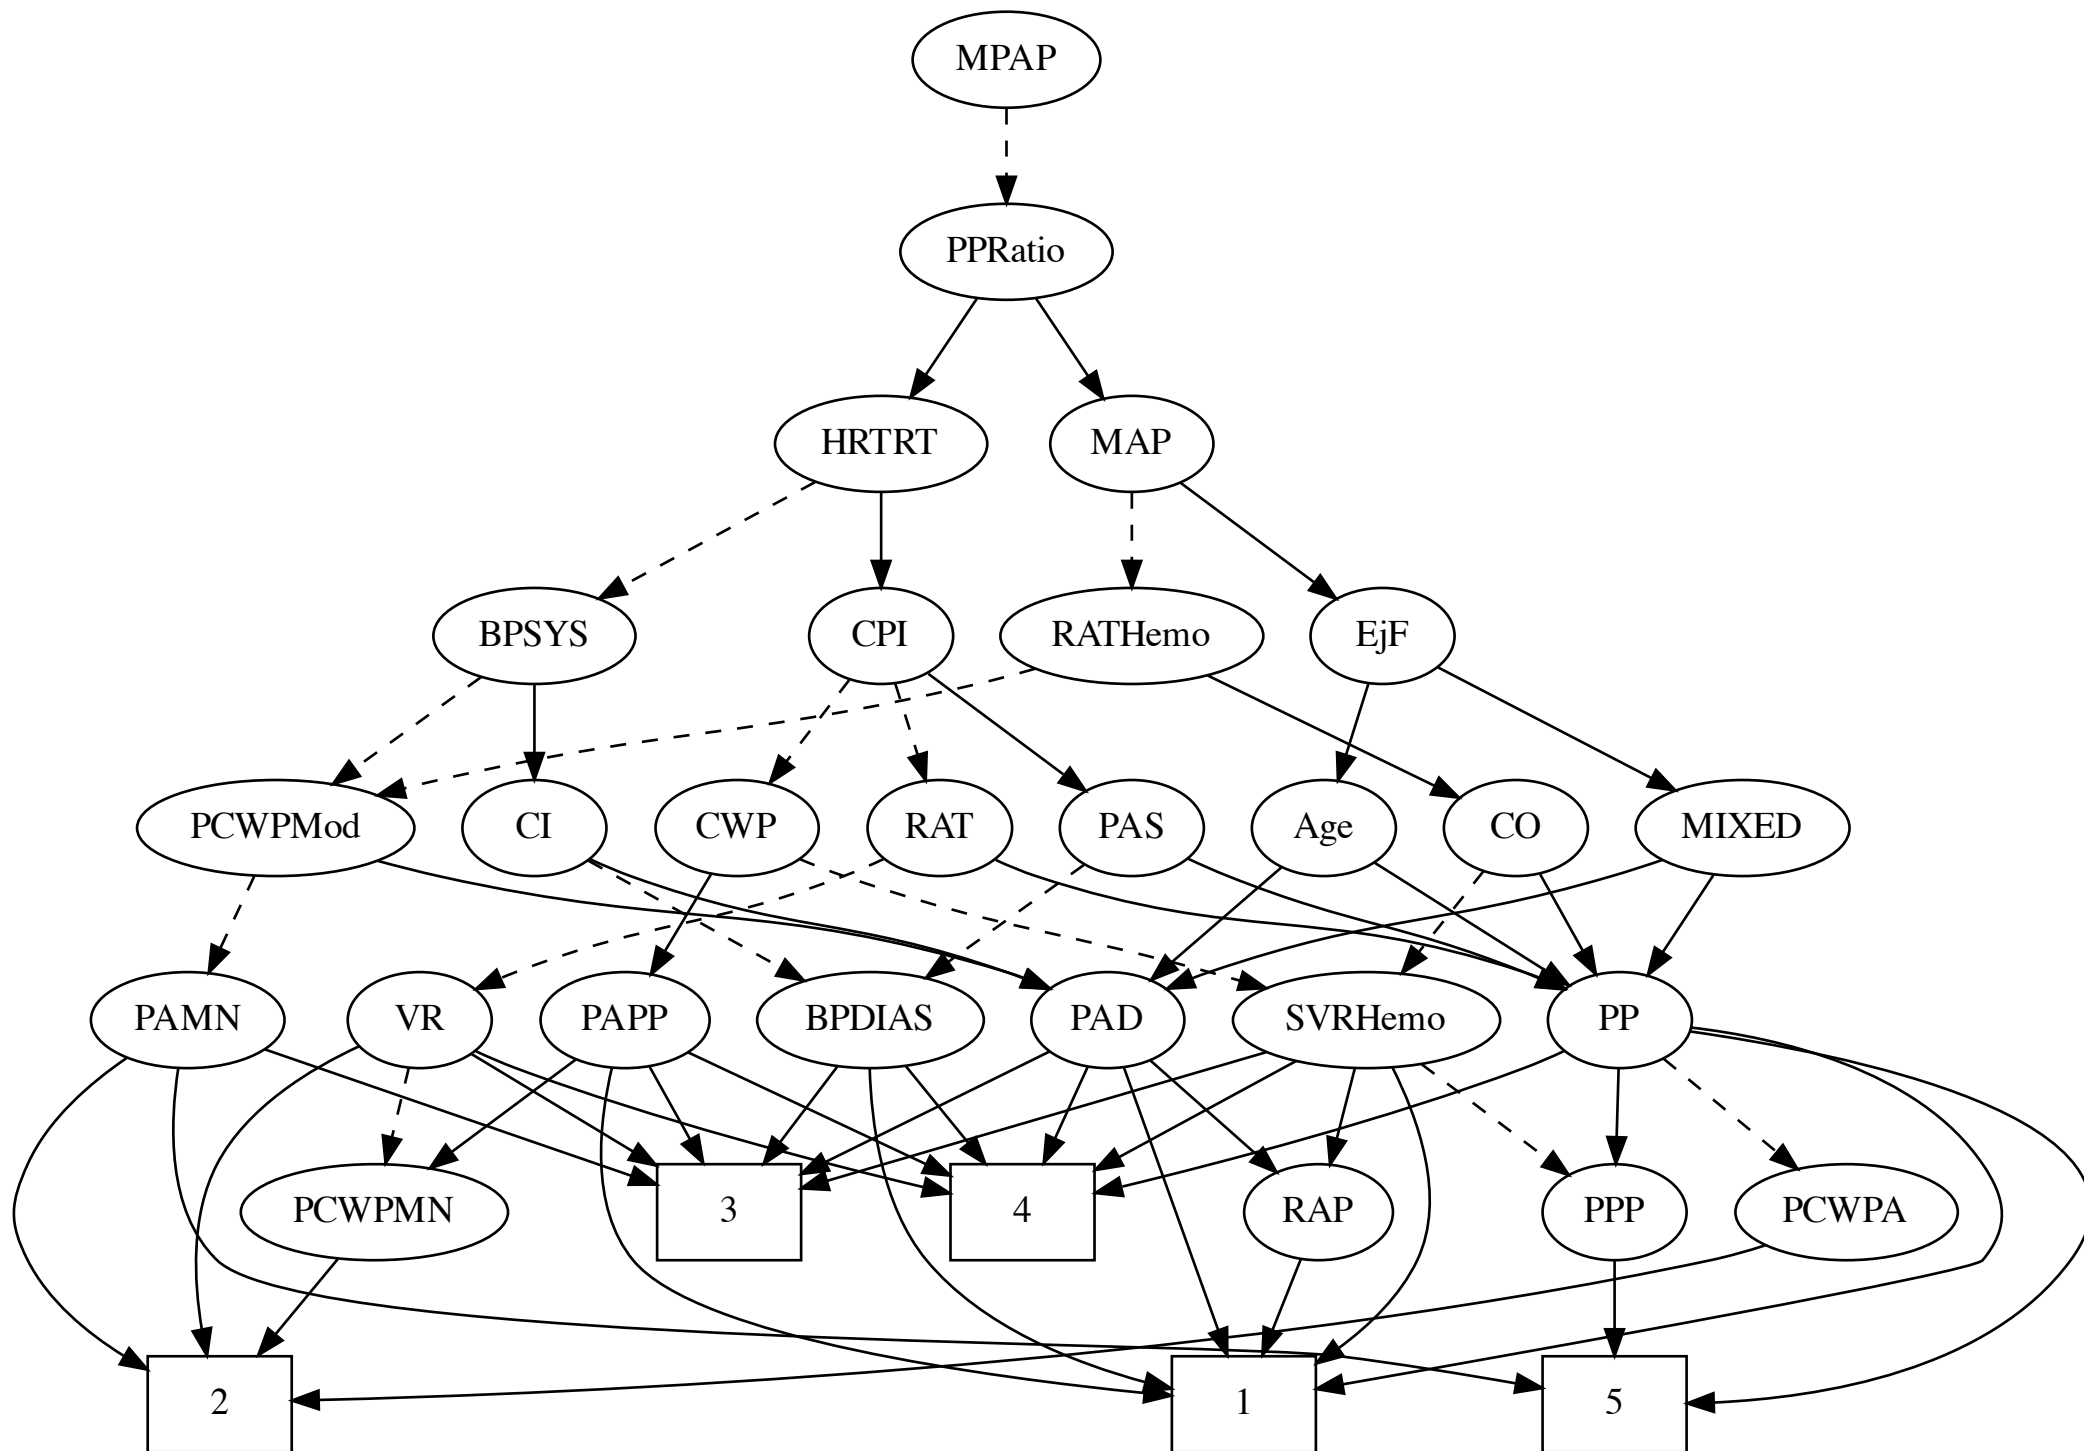 MPAP
PPRatio
HRTRT
MAP
BPSYS
CPI
RATHemo
EjF
PCWPMod
CI
CWP
RAT
PAS
Age
CO
MIXED
PAMN
VR
PAPP
BPDIAS
PAD
SVRHemo
PP
PCWPMN
3
4
RAP
PPP
PCWPA
2
1
5